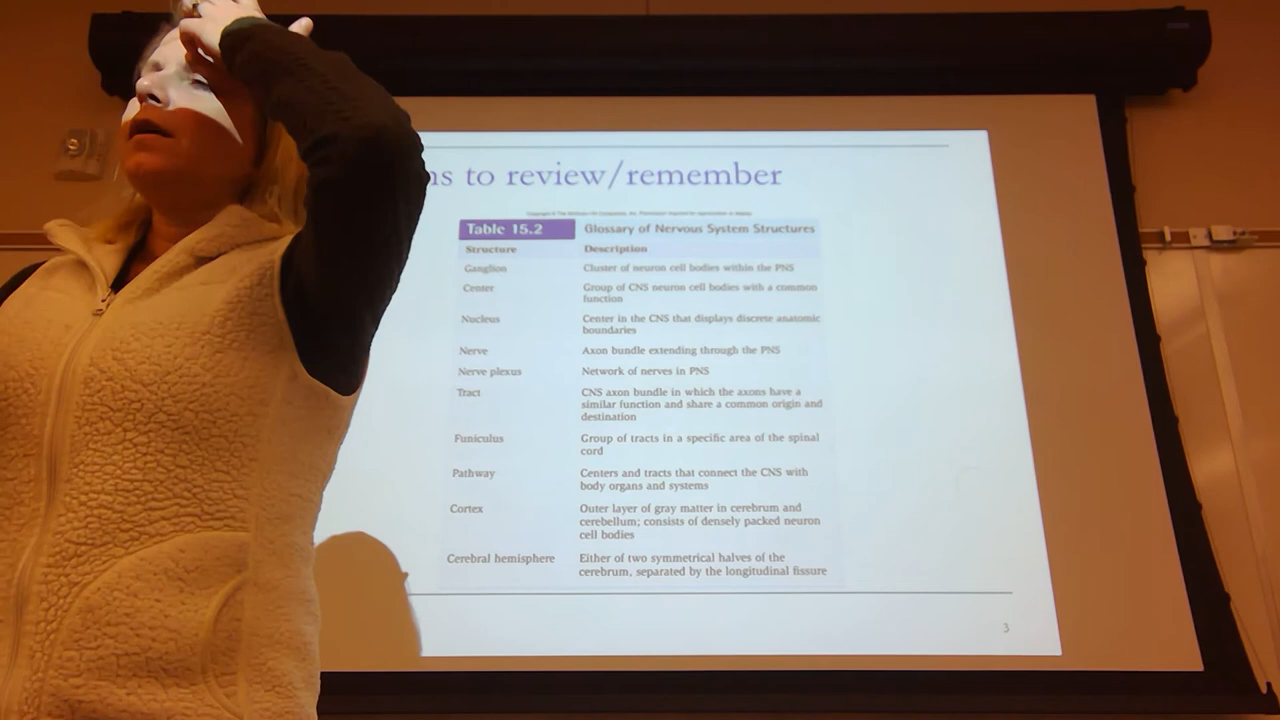 ns to review/remember
Table 15.2 Glossary of Nervous System Structures
Structure Description
Ganglion Cluster of neuron cell bodies within the PNS
Center Group of CNS neuron cell bodies with a common
function
Nucleus Center in the CNS that displays discrete anatomic
boundaries
Nerve Axon bundle extending through the PNS
Nerve plexus Network of nerves in PNS
Tract CNS axon bundle in which the axons have a
similar function and share a common origin and
destination
Funiculus Group of tracts in a specific area of the spinal
cord
Pathway Centers and tracts that connect the CNS with
body organs and systems
Cortex Outer layer of gray matter in cerebrum and
cerebellum; consists of densely packed neuron
cell bodies
Cerebral hemisphere Either of two symmetrical halves of the
cerebrum, separated by the longitudinal fissure
3